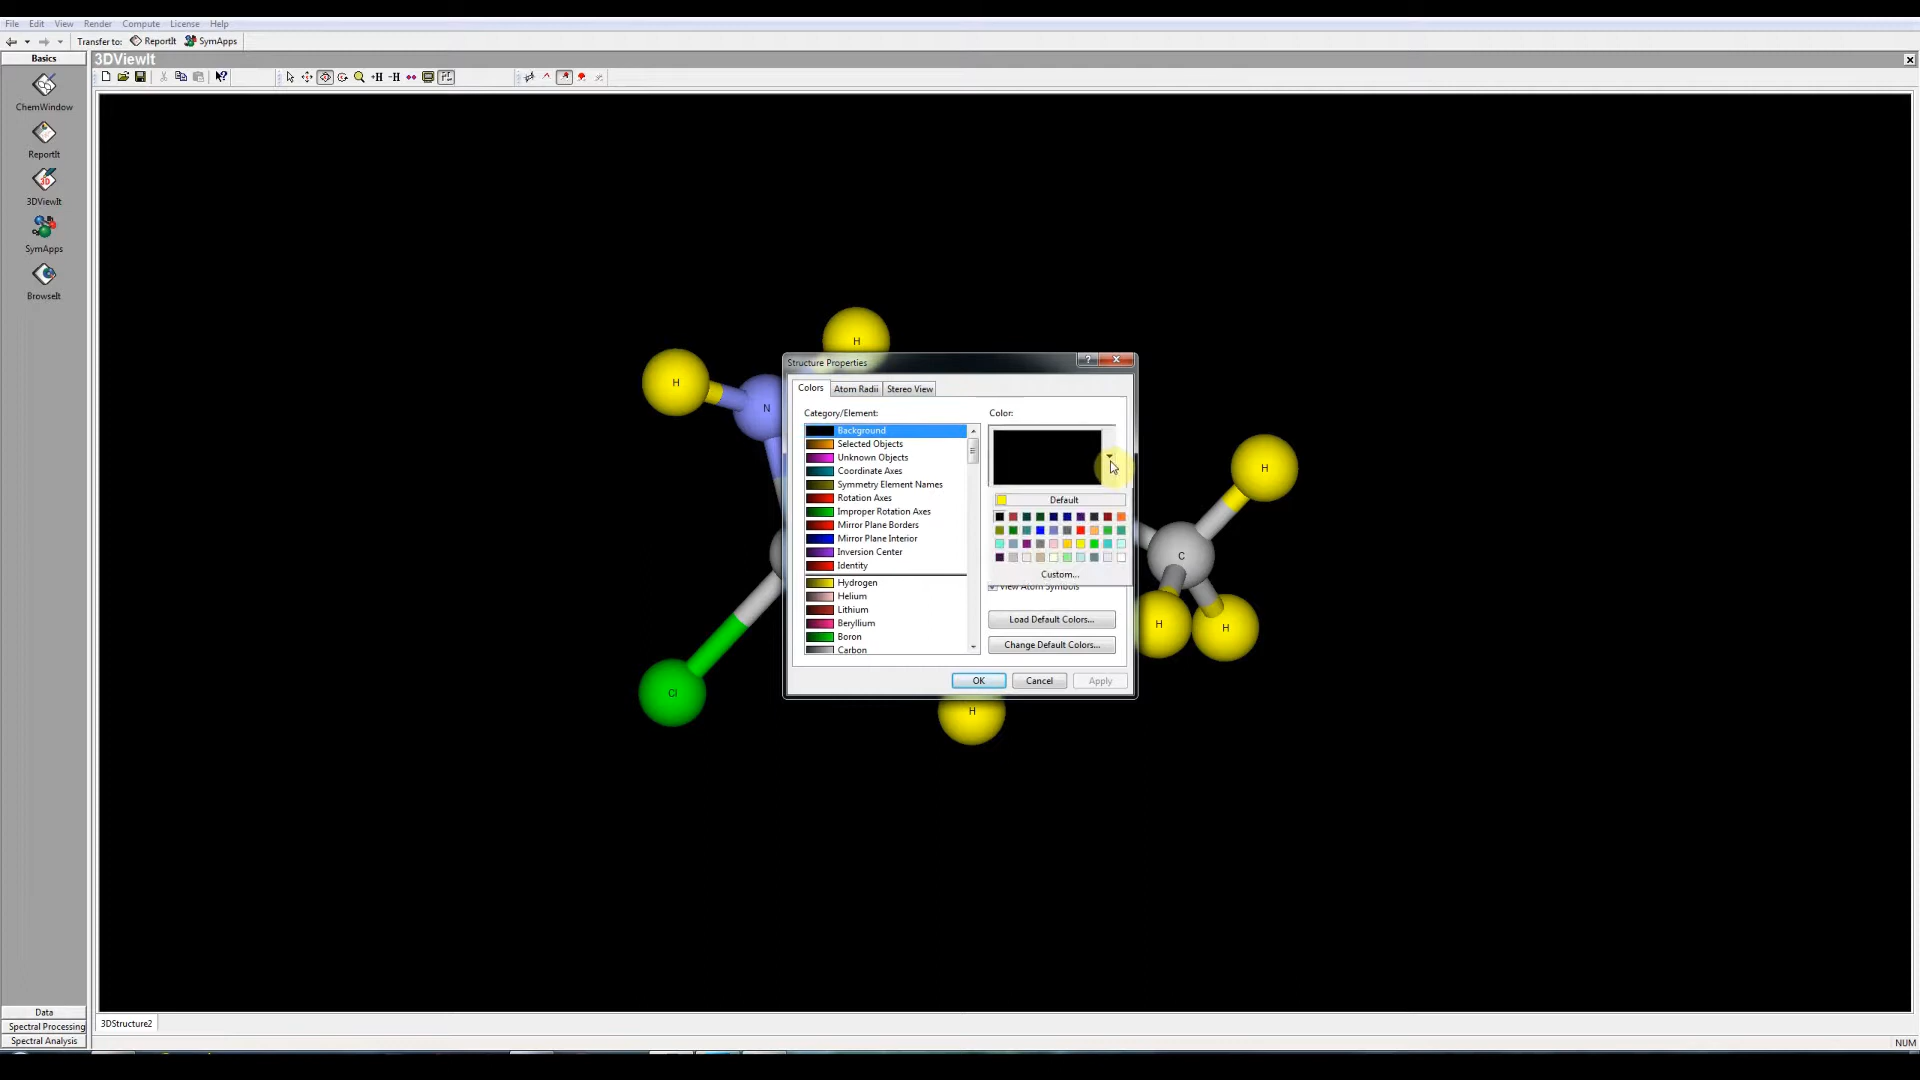 File Edit View Render Compute License Help
Transfer to: ReportIt SymApps
Basics
3DViewIt
+H -H
ChemWindow
ReportIt
3D
3DViewIt
SymApps
BrowseIt
H
H
N
H
C
H
H
Cl
H
Structure Properties
Colors Atom Radii Stereo View
Category/Element:
Color:
Background
Selected Objects
Unknown Objects
Coordinate Axes
Symmetry Element Names
Rotation Axes
Improper Rotation Axes
Mirror Plane Borders
Mirror Plane Interior
Inversion Center
Identity
Hydrogen
Helium
Lithium
Beryllium
Boron
Carbon
Default
Custom...
View Atom Symbols
Load Default Colors...
Change Default Colors...
OK Cancel Apply
Data
Spectral Processing
Spectral Analysis
3DStructure2
NUM